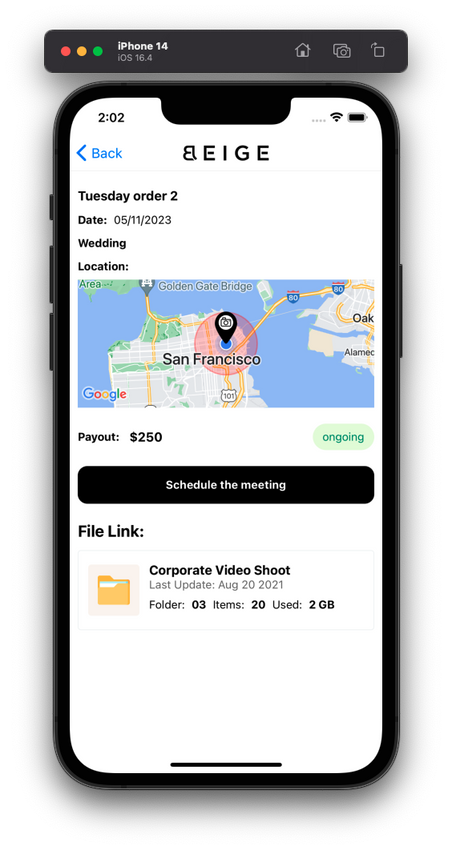 iPhone 14
iOS 16.4
2:02
Back
BEIGE
Tuesday order 2
Date: 05/11/2023
Wedding
Location:
Area
Golden Gate Bridge
80
80
Oak
San Francisco
Alamed
101
Google
Payout: $250
ongoing
Schedule the meeting
File Link:
Corporate Video Shoot
Last Update: Aug 20 2021
Folder: 03 Items: 20 Used: 2 GB